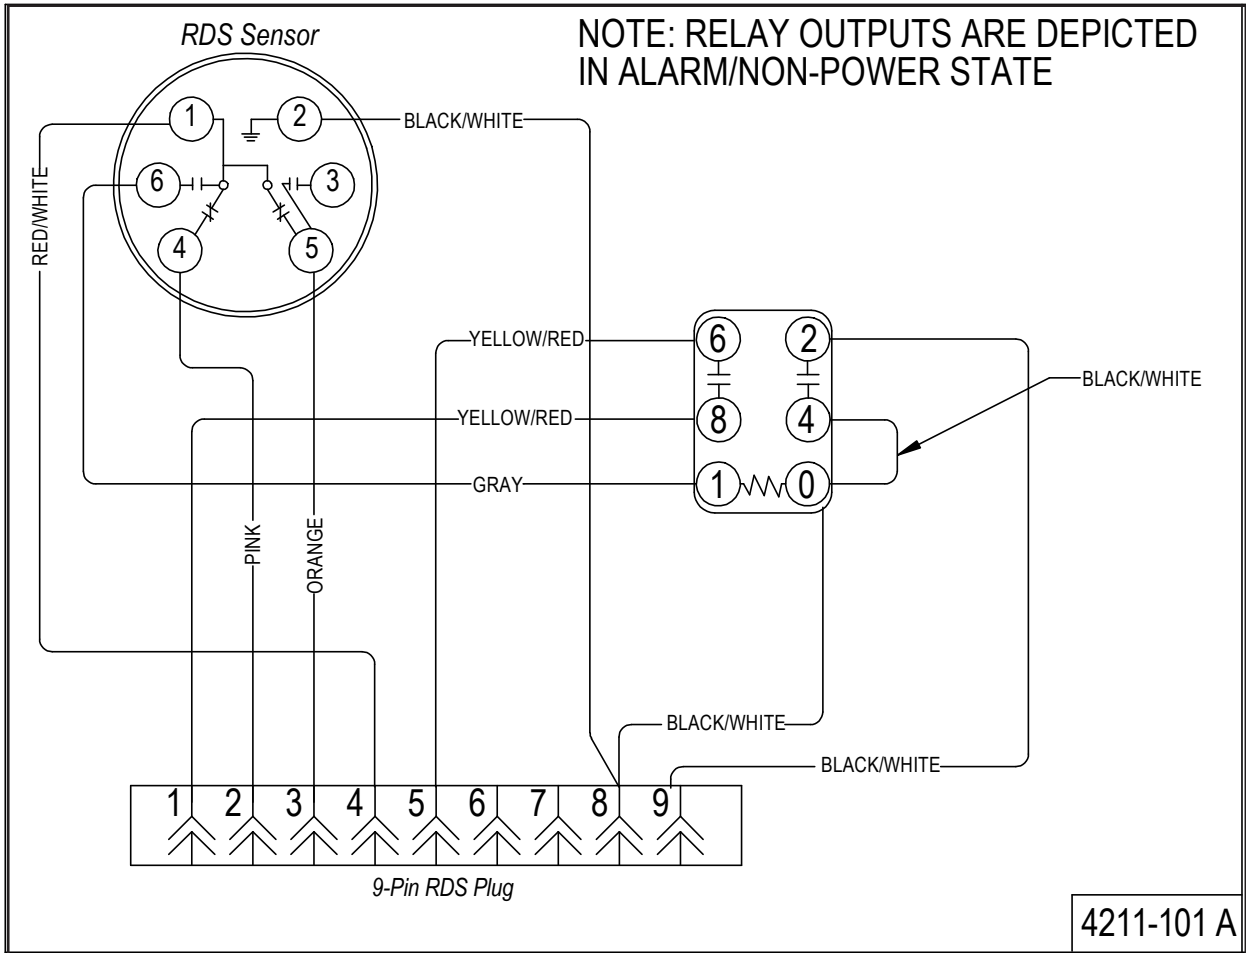 RDS Sensor
NOTE: RELAY OUTPUTS ARE DEPICTED
IN ALARM/NON-POWER STATE
1
2
BLACK/WHITE
RED/WHITE
6
3
4
5
YELLOW/RED
6
2
BLACK/WHITE
YELLOW/RED
8
4
GRAY
1
0
PINK
ORANGE
BLACK/WHITE
BLACK/WHITE
1 2 3 4 5 6 7 8 9
9-Pin RDS Plug
4211-101 A